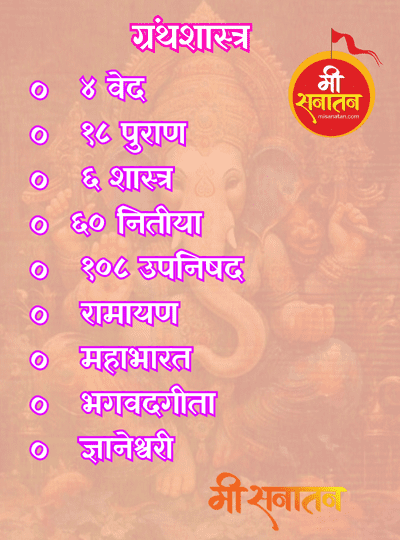 ग्रंथशास्त्र
मी
सनातन
misanatan.com
० ४ वेद
० १८ पुराण
० ६ शास्त्र
० ६० नितीया
० १०८ उपनिषद
० रामायण
० महाभारत
० भगवदगीता
० ज्ञानेश्वरी
मी सनातन